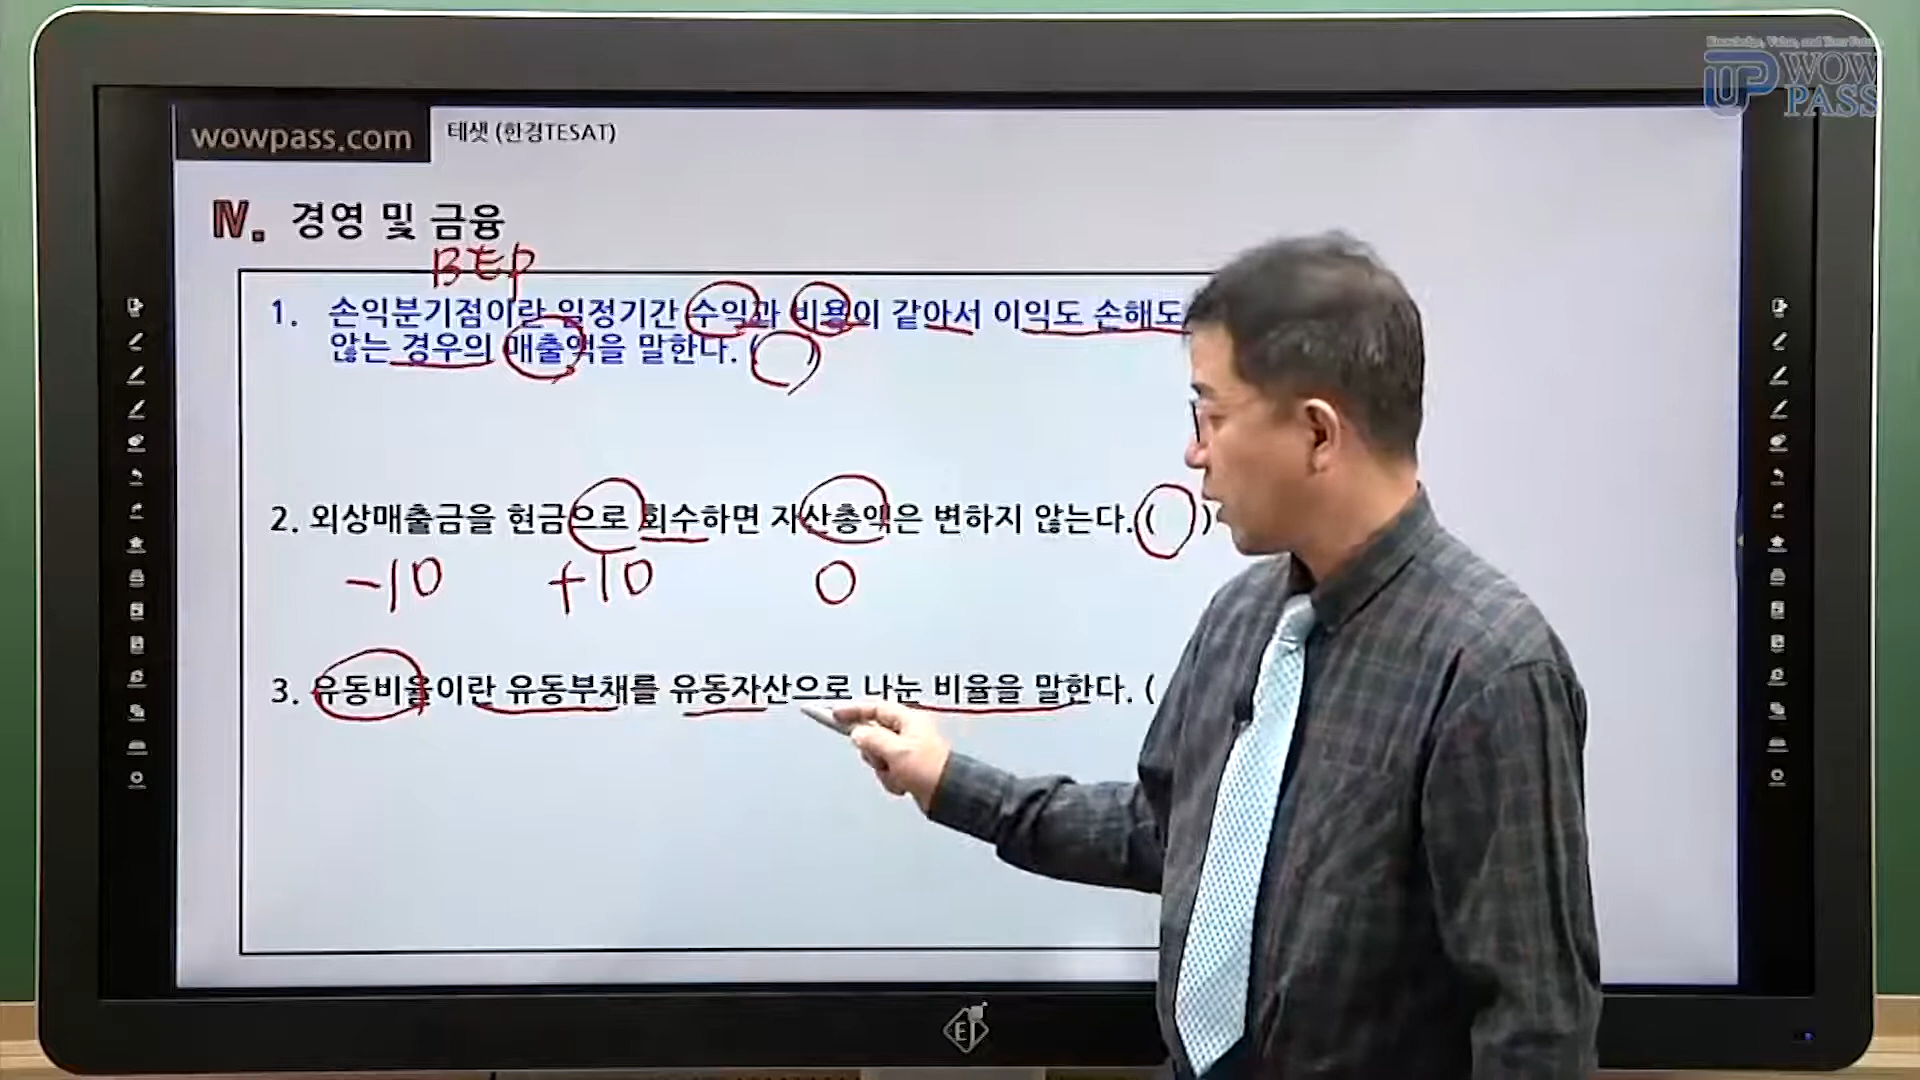 Knowledge, Value, and Your Future
UP WOW
PASS
wowpass.com
테샛 (한경TESAT)
Ⅳ. 경영 및 금융
BEP
1. 손익분기점이란 일정기간 수익과 비용이 같아서 이익도 손해도
않는 경우의 매출액을 말한다. ( )
2. 외상매출금을 현금으로 회수하면 자산총액은 변하지 않는다. ( )
-10 +10 0
3. 유동비율이란 유동부채를 유동자산으로 나눈 비율을 말한다. (
E